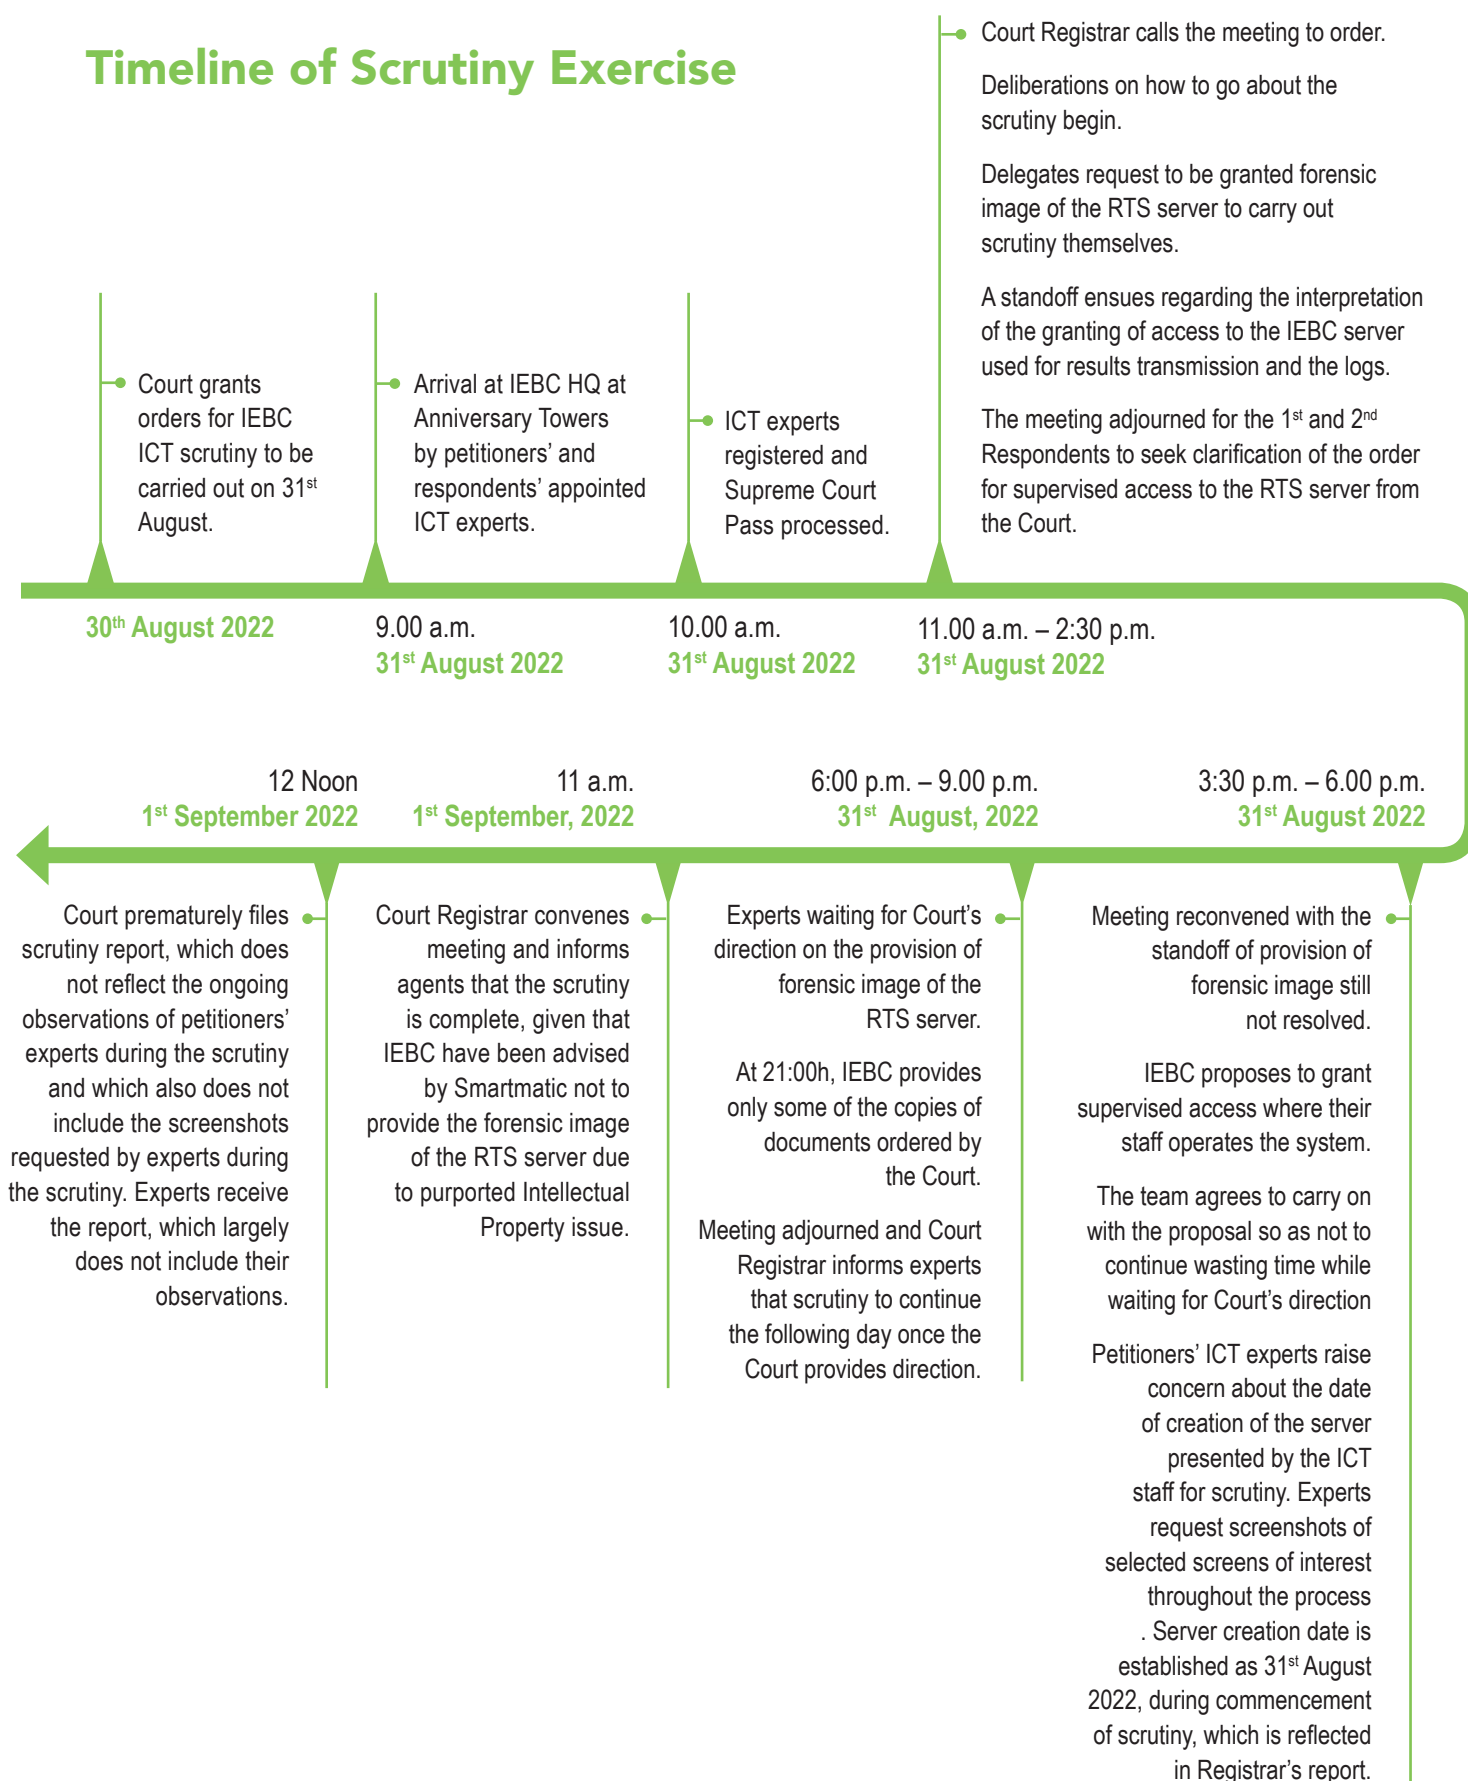 Timeline of Scrutiny Exercise
Court grants
orders for IEBC
ICT scrutiny to be
carried out on 31st
August.
Arrival at IEBC HQ at
Anniversary Towers
by petitioners’ and
respondents’ appointed
ICT experts.
ICT experts
registered and
Supreme Court
Pass processed.
Court Registrar calls the meeting to order.
Deliberations on how to go about the
scrutiny begin.
Delegates request to be granted forensic
image of the RTS server to carry out
scrutiny themselves.
A standoff ensues regarding the interpretation
of the granting of access to the IEBC server
used for results transmission and the logs.
The meeting adjourned for the 1st and 2nd
Respondents to seek clarification of the order
for supervised access to the RTS server from
the Court.
30th August 2022
9.00 a.m.
31st August 2022
10.00 a.m.
31st August 2022
11.00 a.m. – 2:30 p.m.
31st August 2022
3:30 p.m. – 6.00 p.m.
31st August 2022
Meeting reconvened with the
standoff of provision of
forensic image still
not resolved.
IEBC proposes to grant
supervised access where their
staff operates the system.
The team agrees to carry on
with the proposal so as not to
continue wasting time while
waiting for Court’s direction
Petitioners’ ICT experts raise
concern about the date
of creation of the server
presented by the ICT
staff for scrutiny. Experts
request screenshots of
selected screens of interest
throughout the process
. Server creation date is
established as 31st August
2022, during commencement
of scrutiny, which is reflected
in Registrar’s report.
6:00 p.m. – 9.00 p.m.
31st August, 2022
Experts waiting for Court’s
direction on the provision of
forensic image of the
RTS server.
At 21:00h, IEBC provides
only some of the copies of
documents ordered by
the Court.
Meeting adjourned and Court
Registrar informs experts
that scrutiny to continue
the following day once the
Court provides direction.
11 a.m.
1st September, 2022
Court Registrar convenes
meeting and informs
agents that the scrutiny
is complete, given that
IEBC have been advised
by Smartmatic not to
provide the forensic image
of the RTS server due
to purported Intellectual
Property issue.
12 Noon
1st September 2022
Court prematurely files
scrutiny report, which does
not reflect the ongoing
observations of petitioners’
experts during the scrutiny
and which also does not
include the screenshots
requested by experts during
the scrutiny. Experts receive
the report, which largely
does not include their
observations.